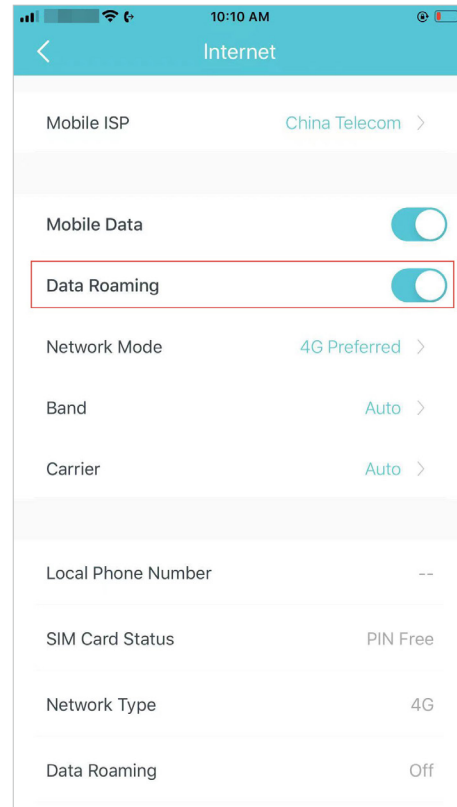 10:10 AM
Internet
Mobile ISP China Telecom
Mobile Data
Data Roaming
Network Mode 4G Preferred
Band Auto
Carrier Auto
Local Phone Number --
SIM Card Status PIN Free
Network Type 4G
Data Roaming Off